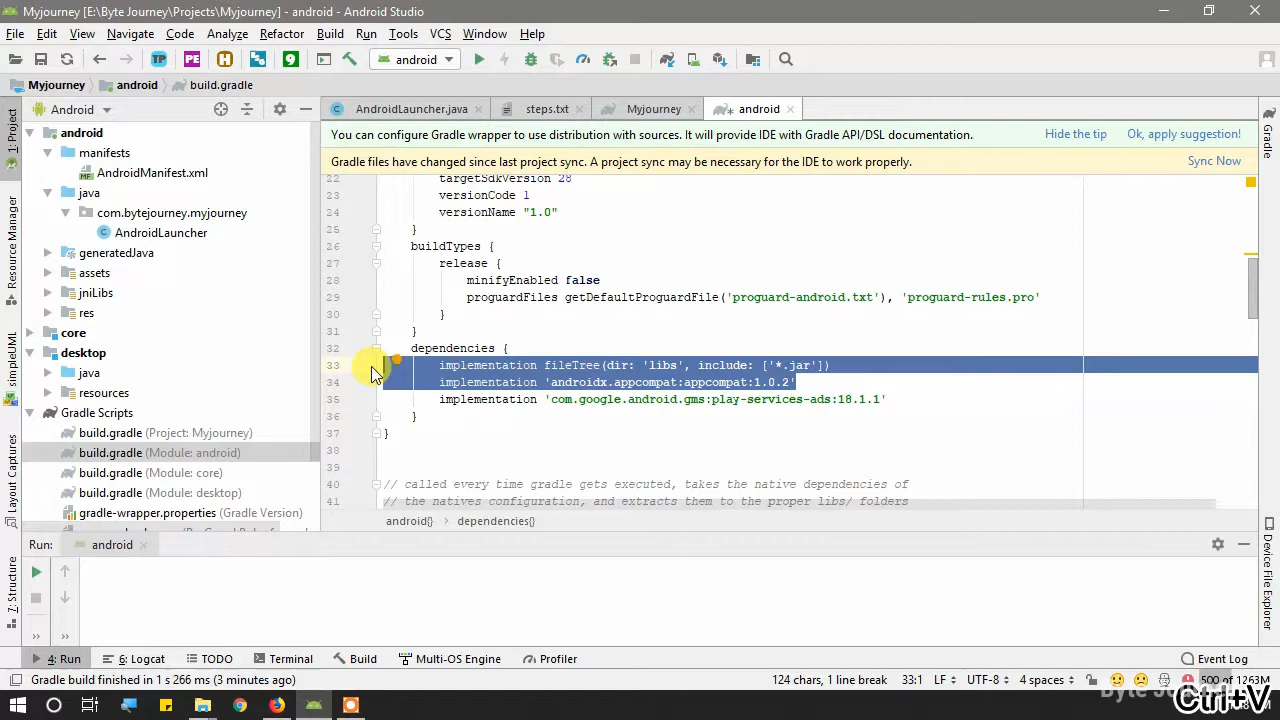 Myjourney [E:\Byte Journey\Projects\Myjourney] - android - Android Studio
File Edit View Navigate Code Analyze Refactor Build Run Tools VCS Window Help
TP PE H 9 android
Myjourney android build.gradle
Android
AndroidLauncher.java steps.txt Myjourney android
You can configure Gradle wrapper to use distribution with sources. It will provide IDE with Gradle API/DSL documentation. Hide the tip Ok, apply suggestion!
Gradle files have changed since last project sync. A project sync may be necessary for the IDE to work properly. Sync Now
1: Project
Resource Manager
simpleUML
Layout Captures
Z: Structure
android
manifests
AndroidManifest.xml
java
com.bytejourney.myjourney
AndroidLauncher
generatedJava
assets
jniLibs
res
core
desktop
java
resources
Gradle Scripts
build.gradle (Project: Myjourney)
build.gradle (Module: android)
build.gradle (Module: core)
build.gradle (Module: desktop)
gradle-wrapper.properties (Gradle Version)
22 targetSdkVersion 28
23 versionCode 1
24 versionName "1.0"
25 }
26 buildTypes {
27 release {
28 minifyEnabled false
29 proguardFiles getDefaultProguardFile('proguard-android.txt'), 'proguard-rules.pro'
30 }
31 }
32 dependencies {
33 implementation fileTree(dir: 'libs', include: ['*.jar'])
34 implementation 'androidx.appcompat:appcompat:1.0.2'
35 implementation 'com.google.android.gms:play-services-ads:18.1.1'
36 }
37 }
38
39
40 // called every time gradle gets executed, takes the native dependencies of
41 // the natives configuration, and extracts them to the proper libs/ folders
android{} › dependencies{}
Gradle
Device File Explorer
Run: android
4: Run 6: Logcat TODO Terminal Build Multi-OS Engine Profiler Event Log
Gradle build finished in 1 s 266 ms (3 minutes ago) 124 chars, 1 line break 33:1 LF UTF-8 4 spaces 500 of 1263M
Ctrl+V